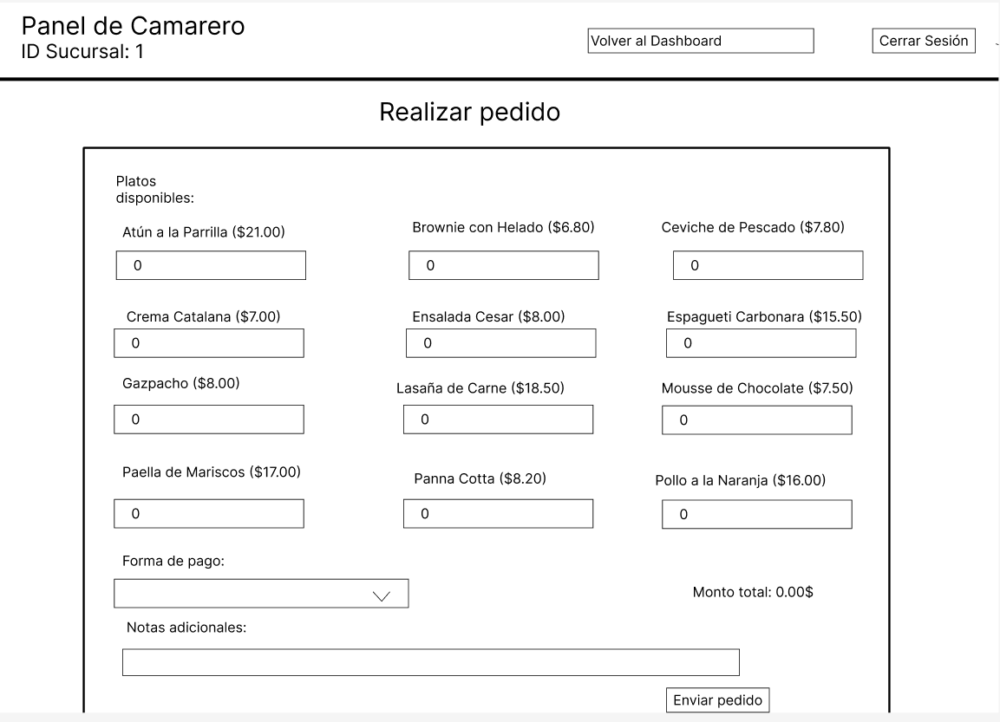 Panel de Camarero
ID Sucursal: 1
Volver al Dashboard
Cerrar Sesión
Realizar pedido
Platos
disponibles:
Atún a la Parrilla ($21.00)
Brownie con Helado ($6.80)
Ceviche de Pescado ($7.80)
0
0
0
Crema Catalana ($7.00)
Ensalada Cesar ($8.00)
Espagueti Carbonara ($15.50)
0
0
0
Gazpacho ($8.00)
Lasaña de Carne ($18.50)
Mousse de Chocolate ($7.50)
0
0
0
Paella de Mariscos ($17.00)
Panna Cotta ($8.20)
Pollo a la Naranja ($16.00)
0
0
0
Forma de pago:
Monto total: 0.00$
Notas adicionales:
Enviar pedido